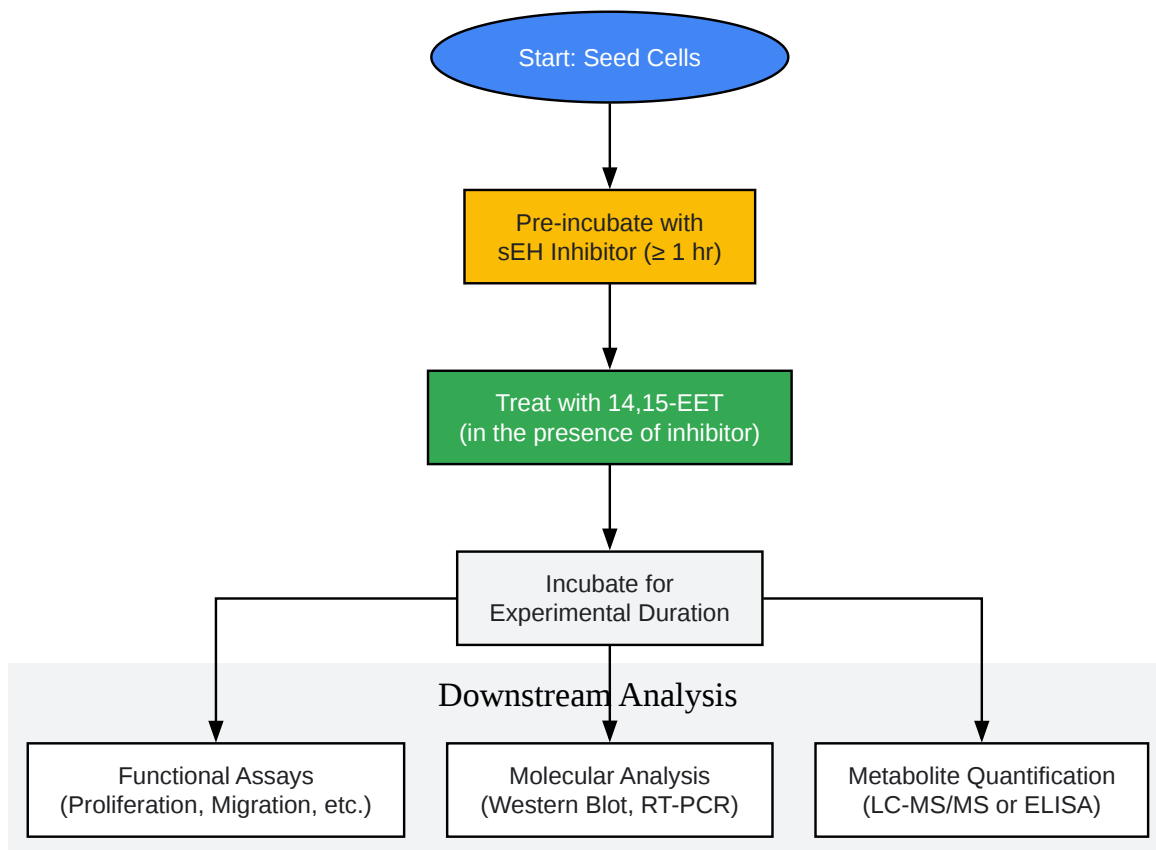 Start: Seed Cells
Pre-incubate with
sEH Inhibitor (≥ 1 hr)
Treat with 14,15-EET
(in the presence of inhibitor)
Incubate for
Experimental Duration
Downstream Analysis
Functional Assays
(Proliferation, Migration, etc.)
Molecular Analysis
(Western Blot, RT-PCR)
Metabolite Quantification
(LC-MS/MS or ELISA)